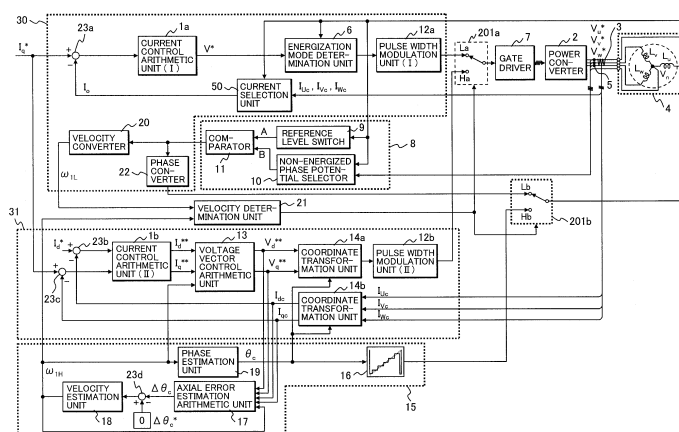 30
23a
1a
6
12a
201a
7
2
3
Iq*
CURRENT CONTROL ARITHMETIC UNIT (I)
V*
ENERGIZATION MODE DETER-MINATION UNIT
PULSE WIDTH MODULATION UNIT (I)
La
Ha
GATE DRIVER
POWER CON-VERTER
Vu*
Vv*
Vw*
5
4
Lv
Lw
Vn
Io
50
CURRENT SELECTION UNIT
IUc , IVc , IWc
20
VELOCITY CONVERTER
COM-PARATOR
11
A
B
REFERENCE LEVEL SWITCH
9
8
NON-ENERGIZED PHASE POTEN-TIAL SELECTOR
10
22
PHASE CON-VERTER
ω1L
VELOCITY DETER-MINATION UNIT
21
Lb
Hb
201b
31
Id*
23b
23c
1b
CURRENT CONTROL ARITHMETIC UNIT (II)
Id**
Iq**
13
VOLTAGE VECTOR CONTROL ARITHMETIC UNIT
Vd**
Vq**
14a
COORDINATE TRANSFOR-MATION UNIT
12b
PULSE WIDTH MODULATION UNIT (II)
14b
COORDINATE TRANSFOR-MATION UNIT
Idc
Iqc
IUc
IVc
IWc
PHASE ESTIMATION UNIT
19
θc
16
15
ω1H
VELOCITY ESTIMATION UNIT
18
23d
Δθc
0
Δθc*
AXIAL ERROR ESTIMATION ARITHMETIC UNIT
17